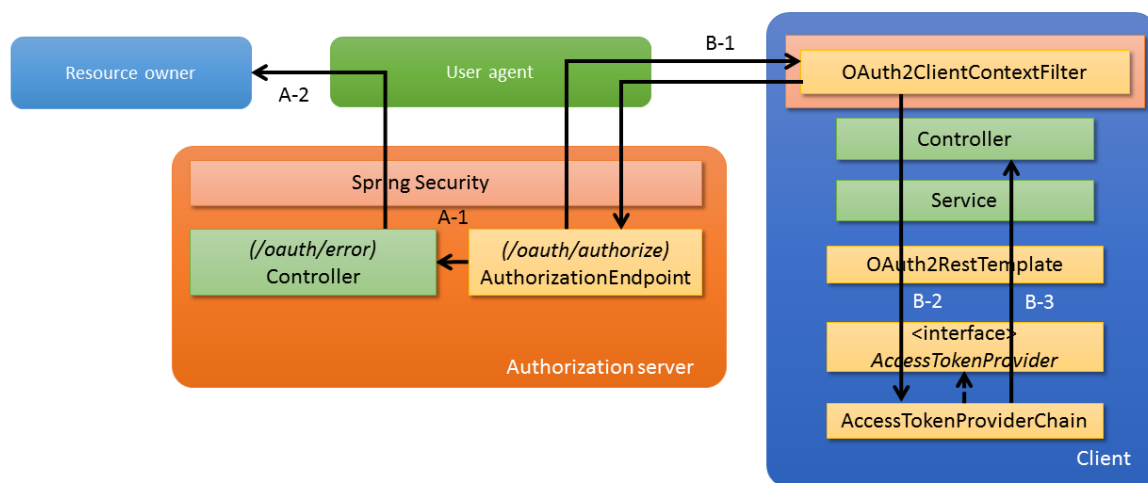 Resource owner
User agent
B-1
OAuth2ClientContextFilter
A-2
Controller
Spring Security
Service
A-1
(/oauth/error)
Controller
(/oauth/authorize)
AuthorizationEndpoint
OAuth2RestTemplate
B-2
B-3
<interface>
AccessTokenProvider
Authorization server
AccessTokenProviderChain
Client